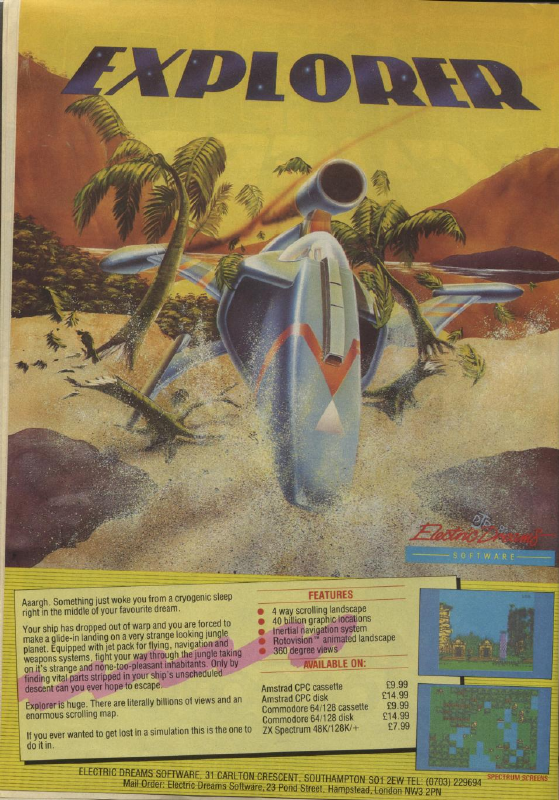 EXPLORER
Electric Dreams
SOFTWARE
Aaargh. Something just woke you from a cryogenic sleep
right in the middle of your favourite dream.
Your ship has dropped out of warp and you are forced to
make a glide-in landing on a very strange looking jungle
planet. Equipped with jet pack for flying, navigation and
weapons systems, fight your way through the jungle taking
on it's strange and none-too-pleasant inhabitants. Only by
finding vital parts stripped in your ship's unscheduled
descent can you ever hope to escape.
Explorer is huge. There are literally billions of views and an
enormous scrolling map.
If you ever wanted to get lost in a simulation this is the one to
do it in.
FEATURES
4 way scrolling landscape
40 billion graphic locations
Inertial navigation system
Rotovision™ animated landscape
360 degree views
AVAILABLE ON:
Amstrad CPC cassette £9.99
Amstrad CPC disk £14.99
Commodore 64/128 cassette £9.99
Commodore 64/128 disk £14.99
ZX Spectrum 48K/128K/+ £7.99
SPECTRUM SCREENS
ELECTRIC DREAMS SOFTWARE, 31 CARLTON CRESCENT, SOUTHAMPTON SO1 2EW TEL: (0703) 229694
Mail Order: Electric Dreams Software, 23 Pond Street, Hampstead, London NW3 2PN